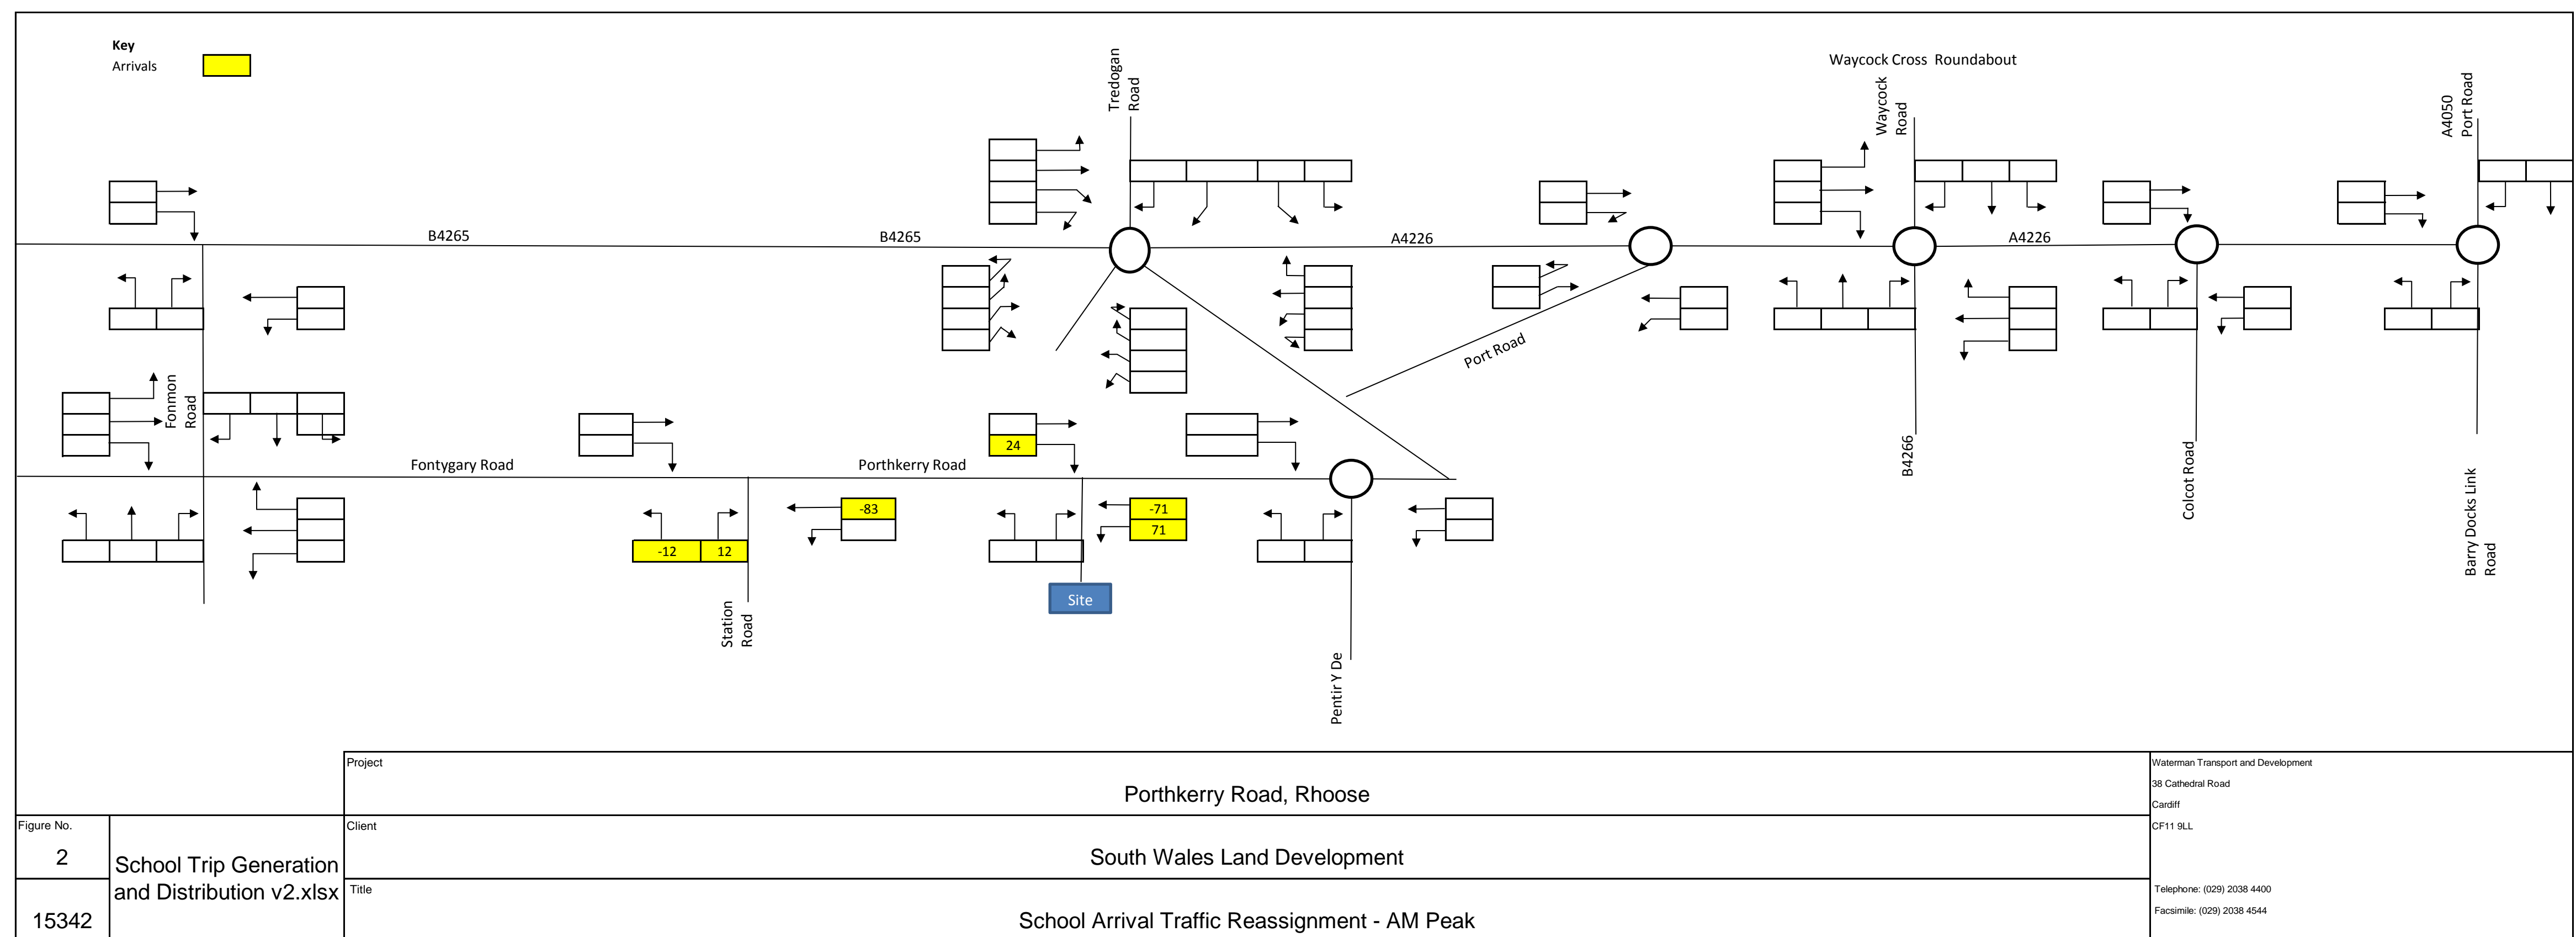 Key
Arrivals
Tredogan
Road
Waycock Cross  Roundabout
Waycock
Road
A4050
Port Road
B4265
B4265
A4226
A4226
Port Road
Fonmon
Road
24
Fontygary Road
Porthkerry Road
B4266
Colcot Road
Barry Docks Link
Road
-83
-71
71
-12
12
Site
Station
Road
Pentir Y De
Project
Porthkerry Road, Rhoose
Waterman Transport and Development
38 Cathedral Road
Cardiff
CF11 9LL
Figure No.
2
School Trip Generation
and Distribution v2.xlsx
Client
South Wales Land Development
Title
School Arrival Traffic Reassignment - AM Peak
15342
Telephone: (029) 2038 4400
Facsimile: (029) 2038 4544